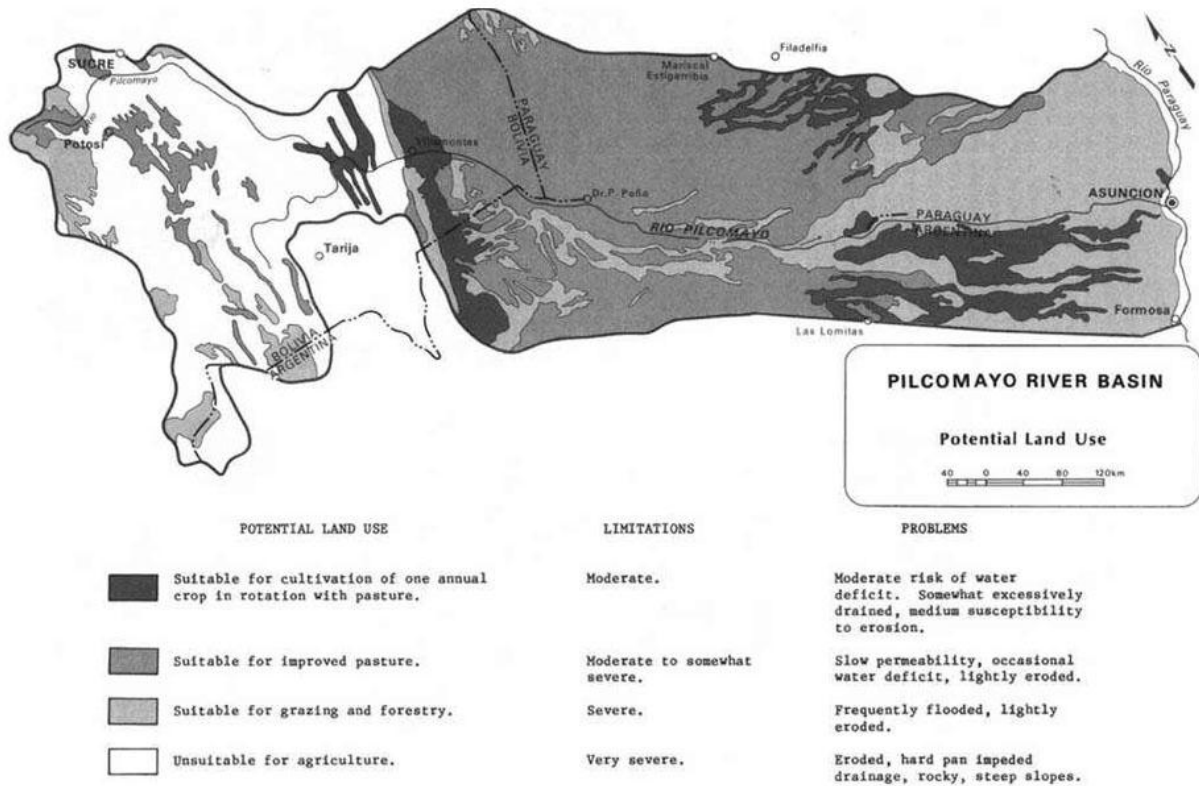 SUCRE
Pilcomayo
Río
Potosí
Villamontes
Tarija
BOLIVIA
ARGENTINA
PARAGUAY
BOLIVIA
Dr. P. Peña
Mariscal
Estigarribia
Filadelfia
RIO PILCOMAYO
PARAGUAY
ARGENTINA
Las Lomitas
N
Río Paraguay
ASUNCION
Formosa
PILCOMAYO RIVER BASIN
Potential Land Use
40 0 40 80 120km
POTENTIAL LAND USE LIMITATIONS PROBLEMS
Suitable for cultivation of one annual Moderate. Moderate risk of water
crop in rotation with pasture. deficit. Somewhat excessively
drained, medium susceptibility
to erosion.
Suitable for improved pasture. Moderate to somewhat Slow permeability, occasional
severe. water deficit, lightly eroded.
Suitable for grazing and forestry. Severe. Frequently flooded, lightly
eroded.
Unsuitable for agriculture. Very severe. Eroded, hard pan impeded
drainage, rocky, steep slopes.